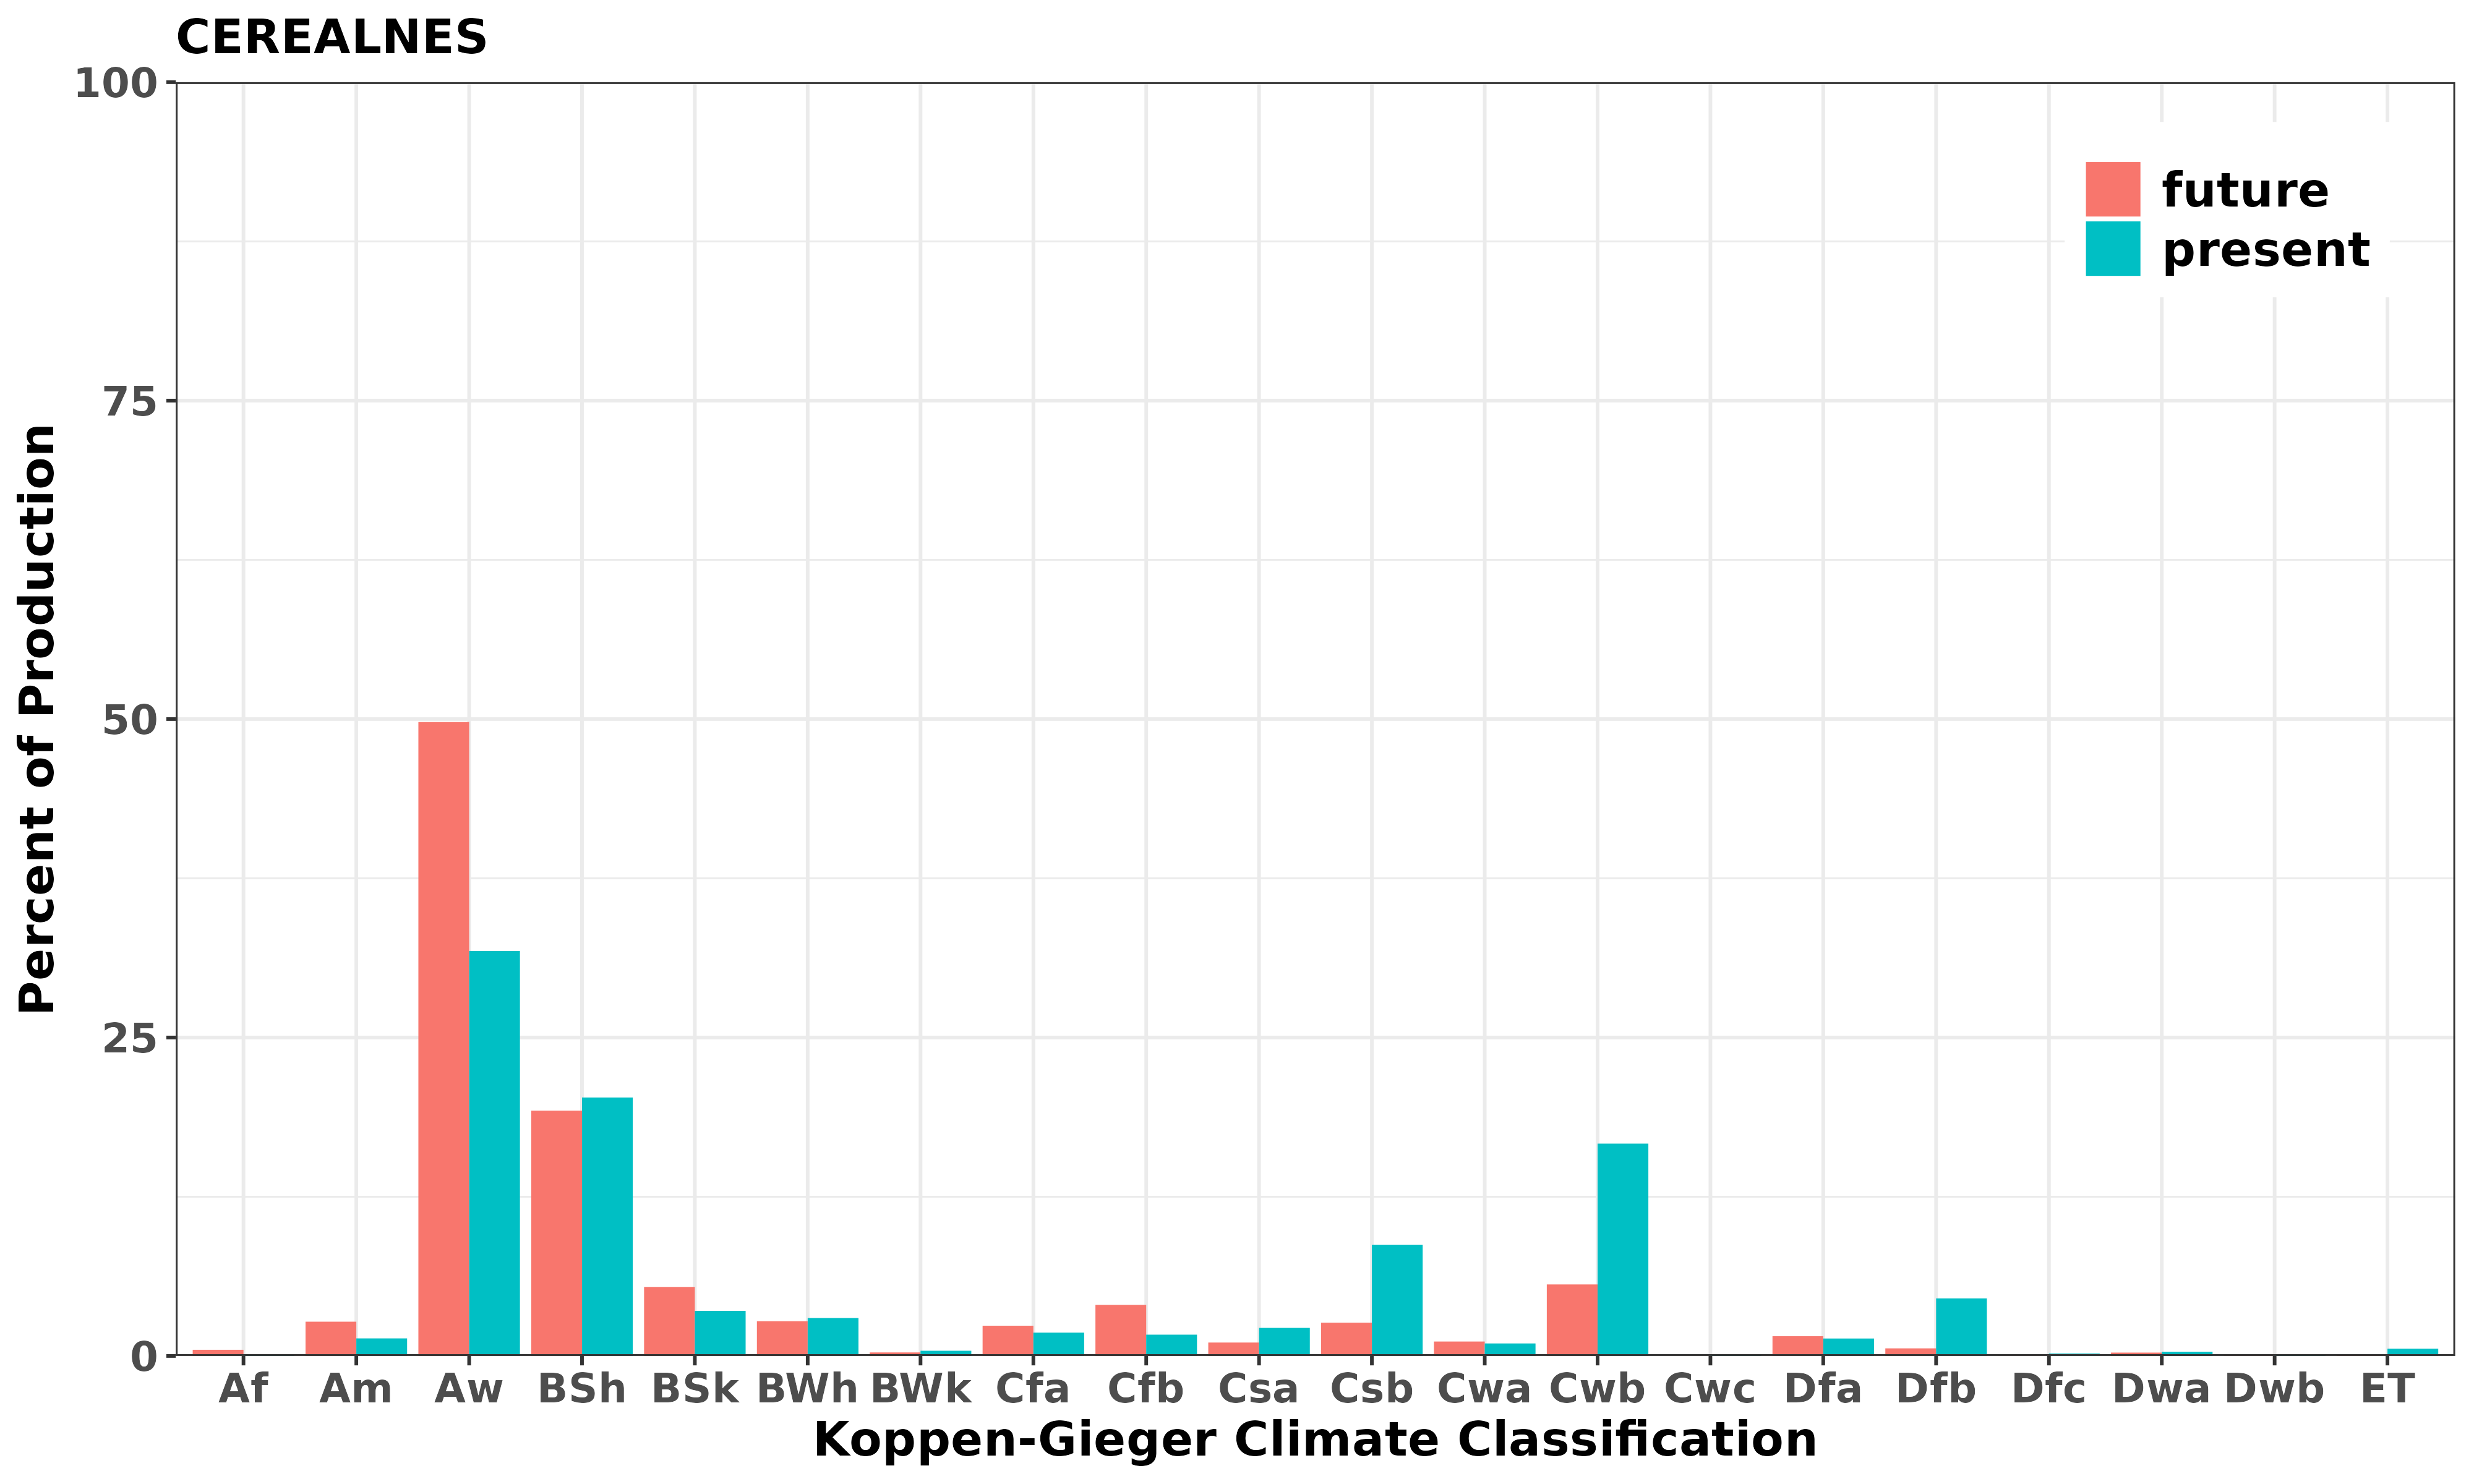 CEREALNES
100
75
50
25
0
Percent of Production
future
present
Af Am Aw BSh BSk BWh BWk Cfa Cfb Csa Csb Cwa Cwb Cwc Dfa Dfb Dfc Dwa Dwb ET
Koppen-Gieger Climate Classification